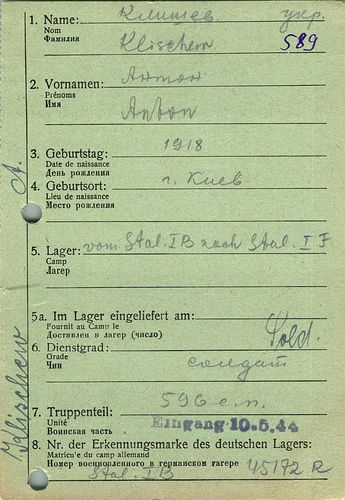 1. Name: Клишев укр.
Nom
Фамилия Klischew 589
2. Vornamen: Антон
Prénoms
Имя Anton
3. Geburtstag: 1918
Date de naissance
День рождения
4. Geburtsort: г. Киев
Lieu de naissance
Место рождения
5. Lager: vom Stal. IB nach Stal. I F
Camp
Лагерь
5a. Im Lager eingeliefert am:
Fournit au Camp le
Доставлен в лагерь (число)
6. Dienstgrad: Sold.
Grade
Чин солдат
7. Truppenteil: 596 с.п.
Unité Eingang 10.5.44
Воинская часть
8. Nr. der Erkennungsmarke des deutschen Lagers:
Matricule du camp allemand
Номер военнопленного в германском лагере 45172 R
Stal. IB
Klischew A.